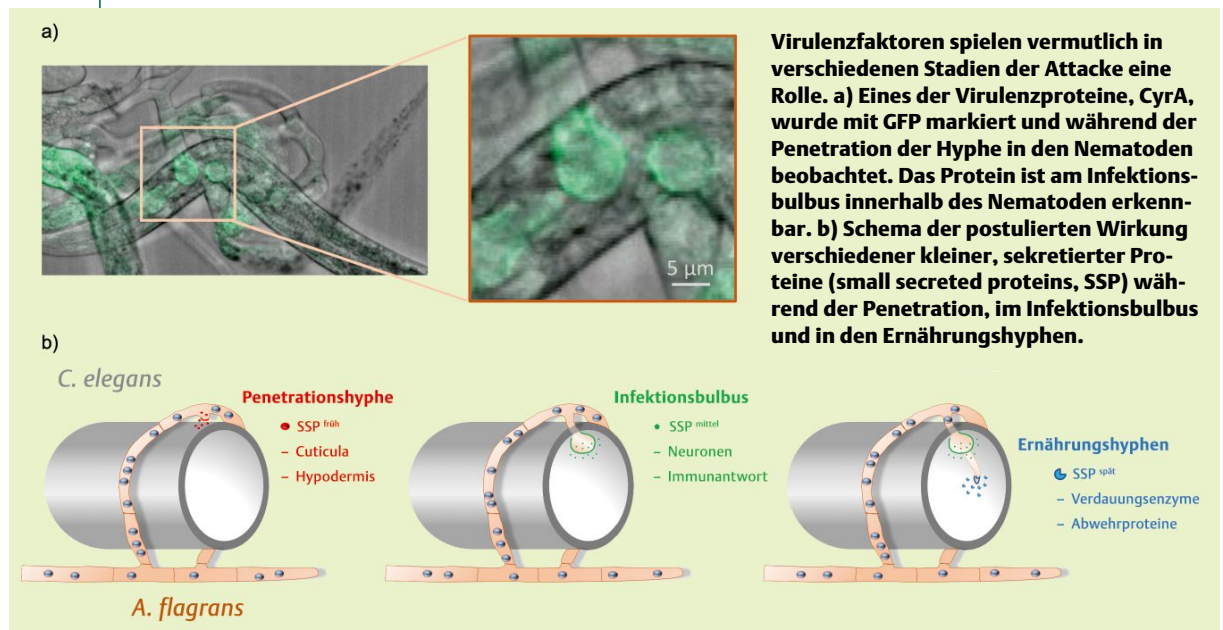 a)
Virulenzfaktoren spielen vermutlich in
verschiedenen Stadien der Attacke eine
Rolle. a) Eines der Virulenzproteine, CyrA,
wurde mit GFP markiert und während der
Penetration der Hyphe in den Nematoden
beobachtet. Das Protein ist am Infektions-
bulbus innerhalb des Nematoden erkenn-
bar. b) Schema der postulierten Wirkung
verschiedener kleiner, sekretierter Pro-
teine (small secreted proteins, SSP) wäh-
rend der Penetration, im Infektionsbulbus
und in den Ernährungshyphen.
5 µm
b)
C. elegans
Penetrationshyphe
SSP früh
– Cuticula
– Hypodermis
Infektionsbulbus
SSP mittel
– Neuronen
– Immunantwort
Ernährungshyphen
SSP spät
– Verdauungsenzyme
– Abwehrproteine
A. flagrans